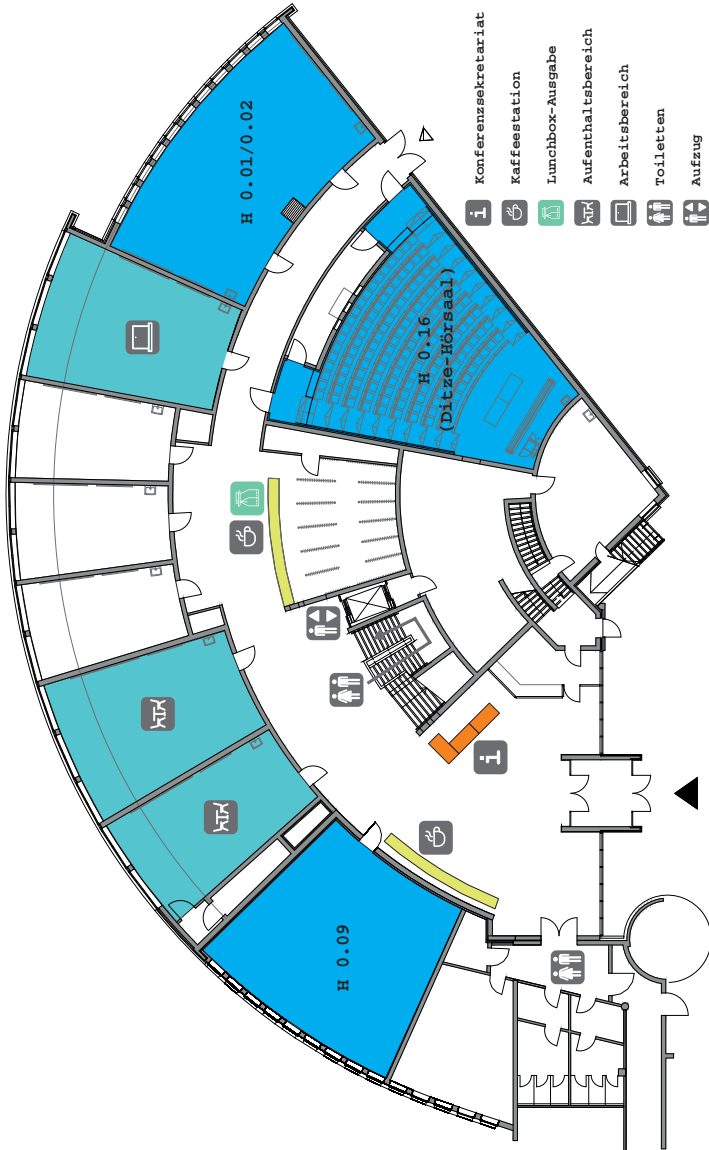 H 0.01/0.02
H 0.16
(Ditze-Hörsaal)
H 0.09
i
i Konferenzsekretariat
Kaffeestation
Lunchbox-Ausgabe
Aufenthaltsbereich
Arbeitsbereich
Toiletten
Aufzug